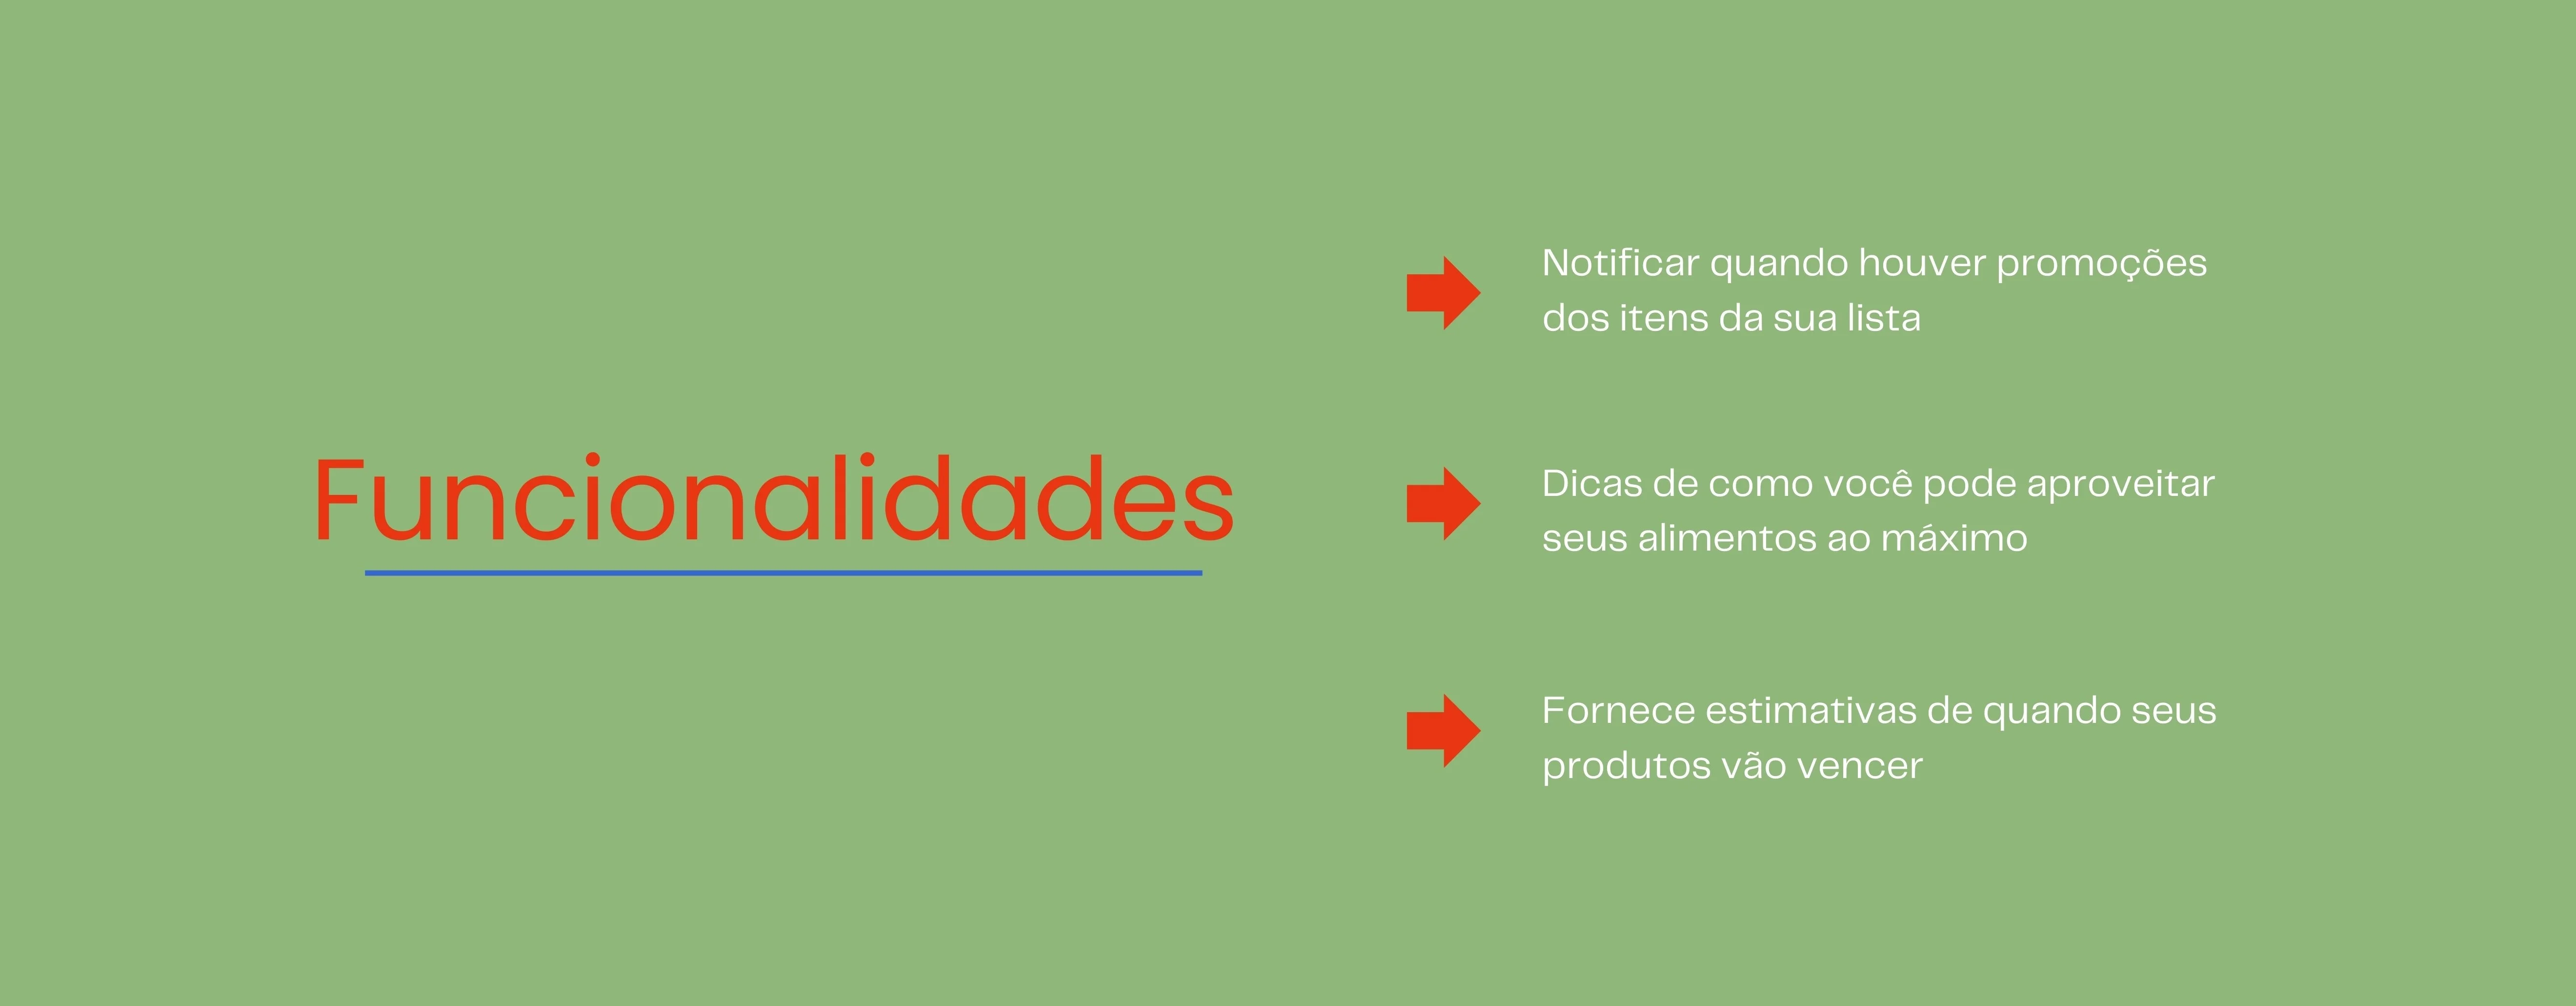 Funcionalidades
Notificar quando houver promoções
dos itens da sua lista
Dicas de como você pode aproveitar
seus alimentos ao máximo
Fornece estimativas de quando seus
produtos vão vencer